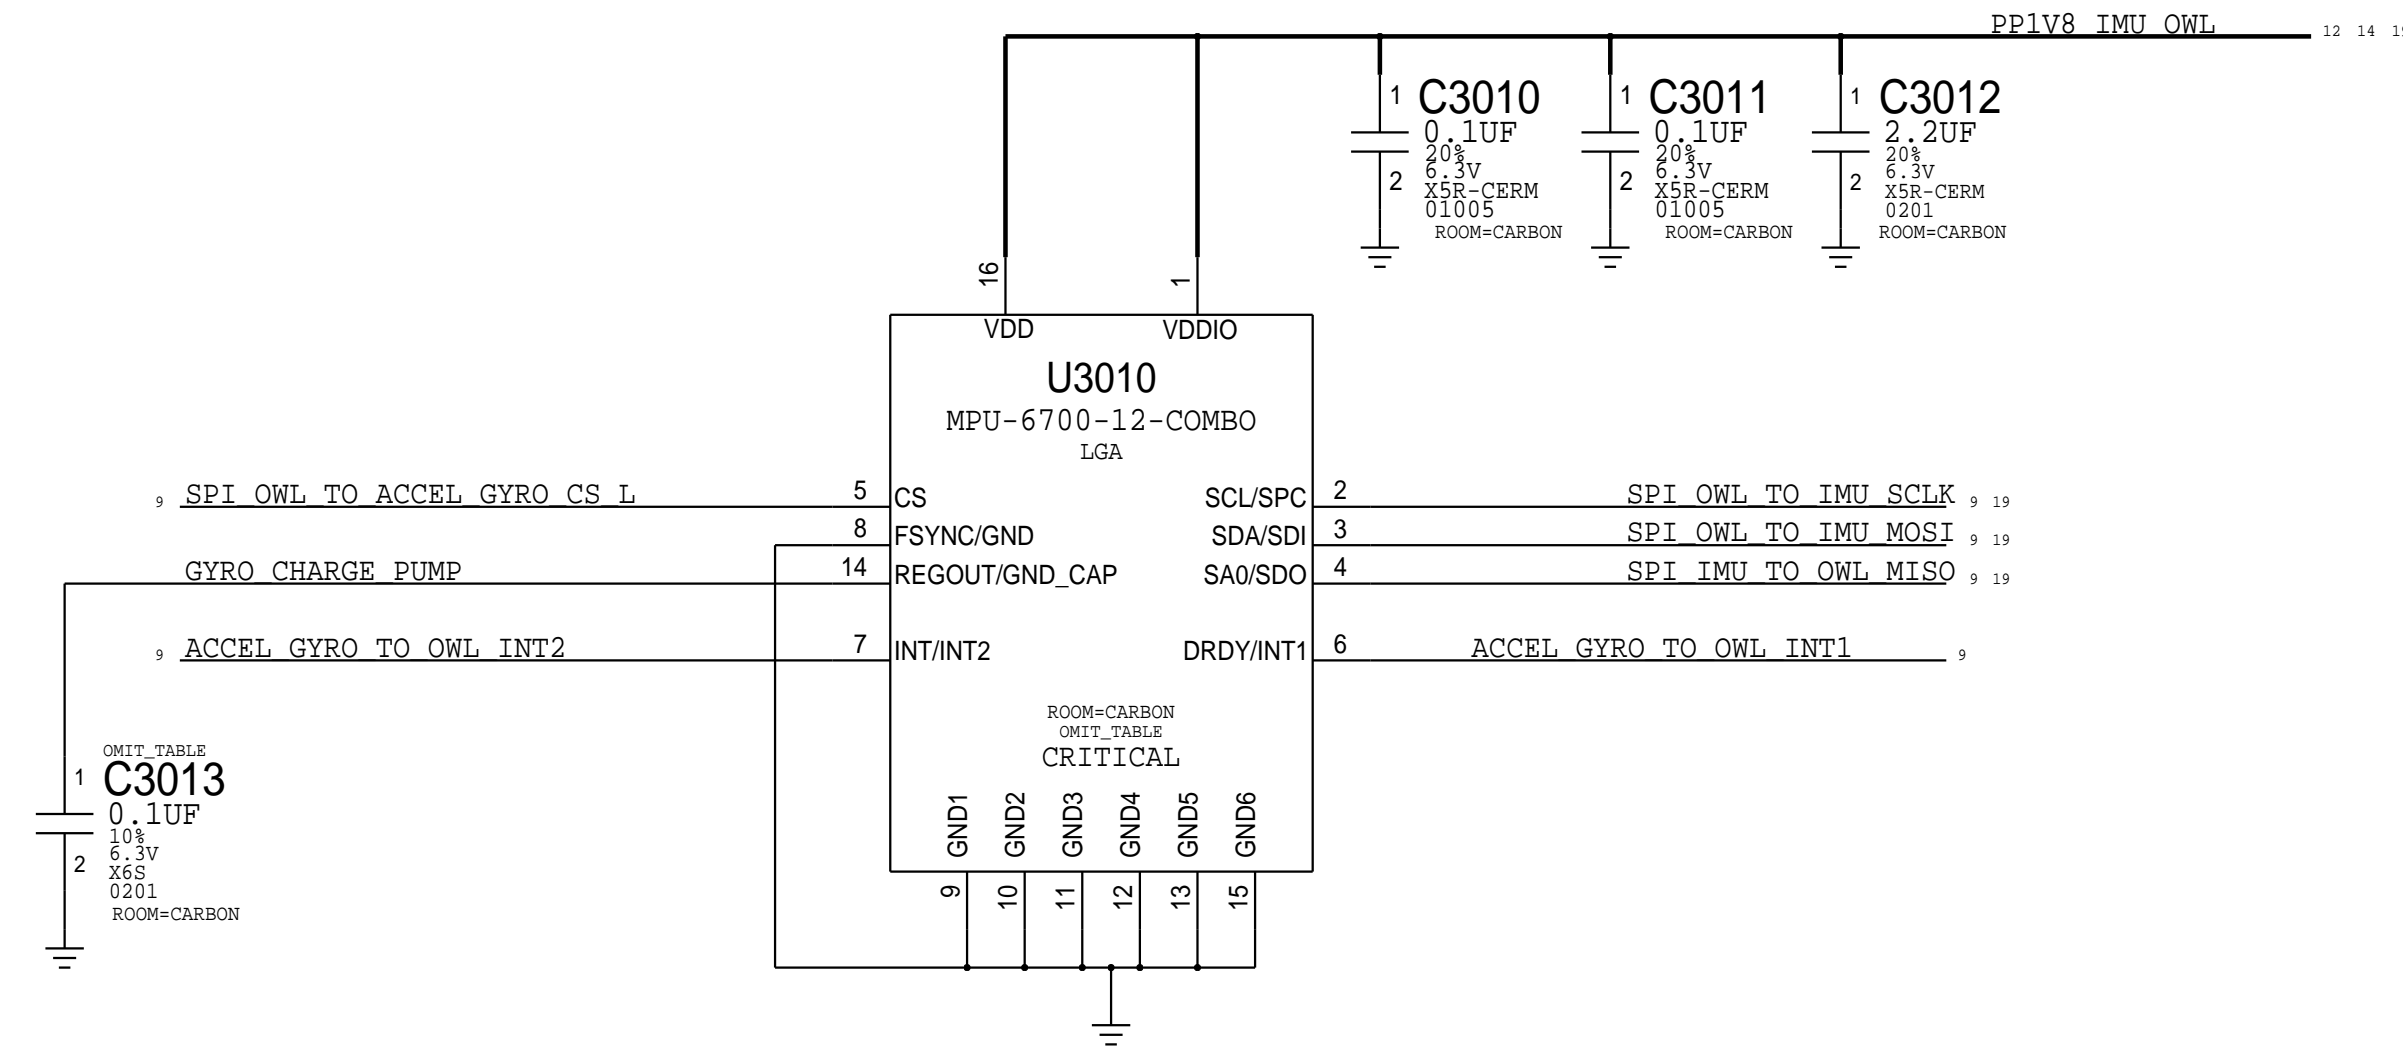 PP1V8_IMU_OWL 12 14
1 C3010
0.1UF
20%
6.3V
2 X5R-CERM
01005
ROOM=CARBON
1 C3011
0.1UF
20%
6.3V
2 X5R-CERM
01005
ROOM=CARBON
1 C3012
2.2UF
20%
6.3V
2 X5R-CERM
0201
ROOM=CARBON
16 1
VDD VDDIO
U3010
MPU-6700-12-COMBO
LGA
9 SPI_OWL_TO_ACCEL_GYRO_CS_L 5 CS SCL/SPC 2 SPI_OWL_TO_IMU_SCLK 9 19
8 FSYNC/GND SDA/SDI 3 SPI_OWL_TO_IMU_MOSI 9 19
GYRO_CHARGE_PUMP 14 REGOUT/GND_CAP SA0/SDO 4 SPI_IMU_TO_OWL_MISO 9 19
9 ACCEL_GYRO_TO_OWL_INT2 7 INT/INT2 DRDY/INT1 6 ACCEL_GYRO_TO_OWL_INT1 9
ROOM=CARBON
OMIT_TABLE
CRITICAL
OMIT_TABLE
1 C3013
0.1UF
10%
6.3V
2 X6S
0201
ROOM=CARBON
GND1 GND2 GND3 GND4 GND5 GND6
9 10 11 12 13 15